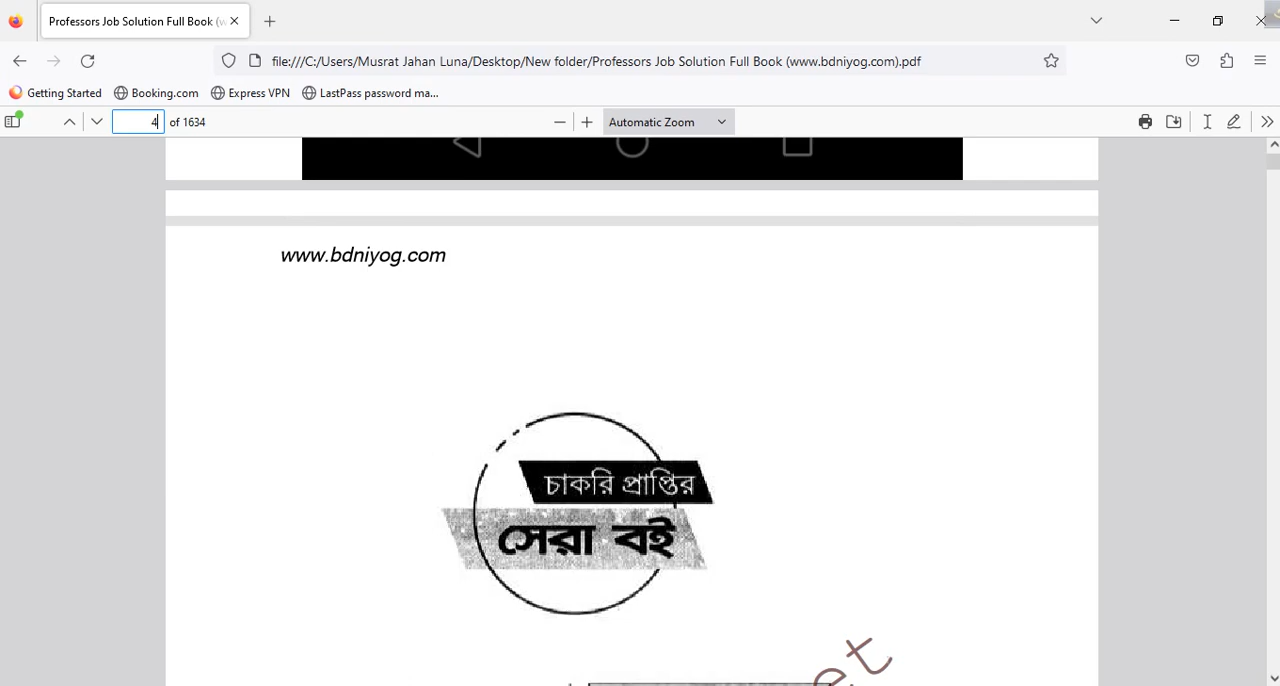 Professors Job Solution Full Book (w
file:///C:/Users/Musrat Jahan Luna/Desktop/New folder/Professors Job Solution Full Book (www.bdniyog.com).pdf
Getting Started Booking.com Express VPN LastPass password ma...
4 of 1634 Automatic Zoom
www.bdniyog.com
চাকরি প্রাপ্তির
সেরা বই
et